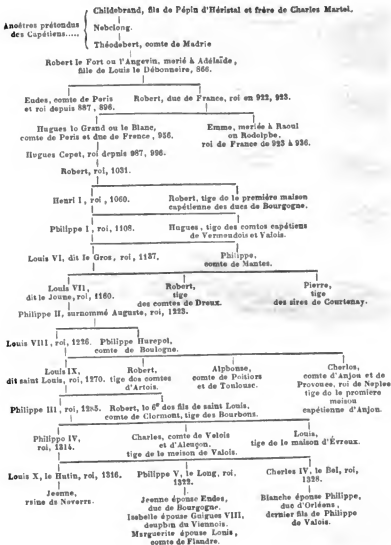 Ancêtres prétendus
des Capétiens.....
Childebrand, fils de Pépin d'Héristal et frère de Charles Martel.
Nebelong.
Théodebert, comte de Madrie
Robert le Fort ou l'Angevin, marié à Adélaïde,
fille de Louis le Débonnaire, 866.
Eudes, comte de Paris
et roi depuis 887, 896.
Robert, duc de France, roi en 922, 923.
Hugues le Grand ou le Blanc,
comte de Paris et duc de France, 956.
Emme, mariée à Raoul
ou Rodolphe,
roi de France de 923 à 936.
Hugues Capet, roi depuis 987, 996.
Robert, roi, 1031.
Henri I, roi, 1060.
Robert, tige de la première maison
capétienne des ducs de Bourgogne.
Philippe I, roi, 1108.
Hugues, tige des comtes capétiens
de Vermandois et Valois.
Louis VI, dit le Gros, roi, 1137.
Philippe,
comte de Mantes.
Louis VII,
dit le Jeune, roi, 1160.
Robert,
tige
des comtes de Dreux.
Pierre,
tige
des sires de Courtenay.
Philippe II, surnommé Auguste, roi, 1223.
Louis VIII, roi, 1226.
Philippe Hurepel,
comte de Boulogne.
Louis IX,
dit saint Louis, roi, 1270.
Robert,
tige des comtes
d'Artois.
Alphonse,
comte de Poitiers
et de Toulouse.
Charles,
comte d'Anjou et de
Provence, roi de Naples
tige de la première
maison
capétienne d'Anjou.
Philippe III, roi, 1285.
Robert, le 6e des fils de saint Louis,
comte de Clermont, tige des Bourbons.
Philippe IV,
roi, 1314.
Charles, comte de Valois
et d'Alençon,
tige de la maison de Valois.
Louis,
tige de la maison d'Évreux.
Louis X, le Hutin, roi, 1316.
Philippe V, le Long, roi,
1322.
Charles IV, le Bel, roi,
1328.
Jeanne,
reine de Navarre.
Jeanne épouse Eudes,
duc de Bourgogne.
Isabelle épouse Guigues VIII,
dauphin du Viennois.
Marguerite épouse Louis,
comte de Flandre.
Blanche épouse Philippe,
duc d'Orléans,
dernier fils de Philippe
de Valois.